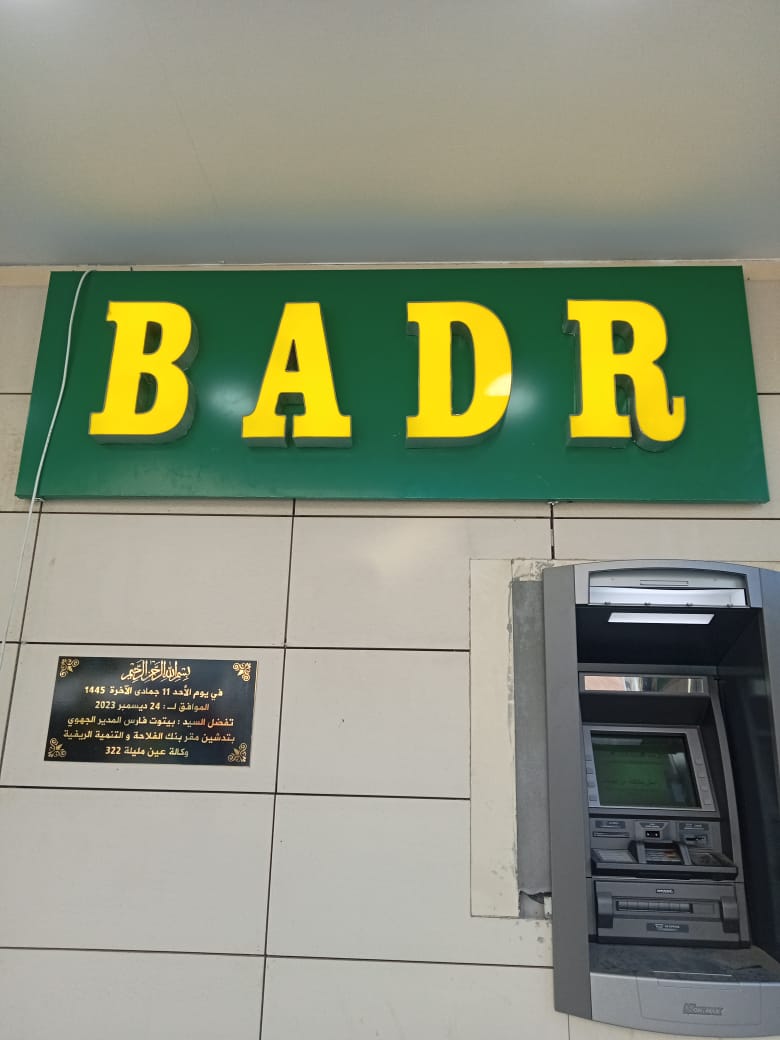 BADR
بسم الله الرحمن الرحيم
في يوم الأحد 11 جمادى الآخرة 1445
الموافق لـ : 24 ديسمبر 2023
تفضل السيد : بيتوت فارس المدير الجهوي
بتدشين مقر بنك الفلاحة و التنمية الريفية
وكالة عين مليلة 322